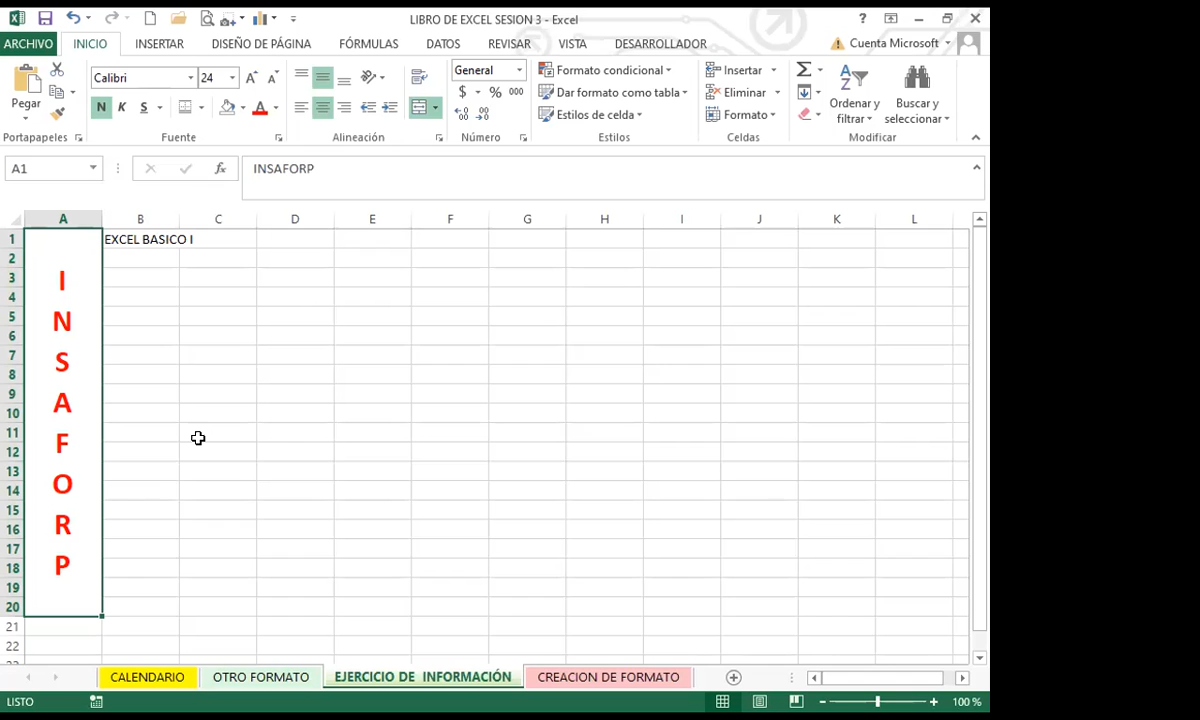 LIBRO DE EXCEL SESION 3 - Excel
ARCHIVO INICIO INSERTAR DISEÑO DE PÁGINA FÓRMULAS DATOS REVISAR VISTA DESARROLLADOR Cuenta Microsoft
Pegar
Portapapeles
Calibri 24
N K S
Fuente
Alineación
General
$ % 000
Número
Formato condicional
Dar formato como tabla
Estilos de celda
Estilos
Insertar
Eliminar
Formato
Celdas
Ordenar y filtrar
Buscar y seleccionar
Modificar
A1 fx INSAFORP
A B C D E F G H I J K L
1 EXCEL BASICO I
2
3 I
4
5 N
6
7 S
8
9 A
10
11 F
12
13
14 O
15
16 R
17
18 P
19
20
21
22
CALENDARIO OTRO FORMATO EJERCICIO DE INFORMACIÓN CREACION DE FORMATO
LISTO 100 %